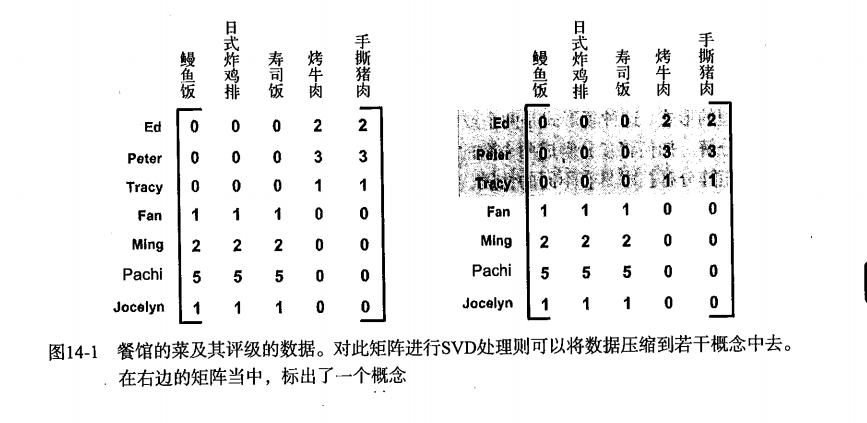 鳗鱼饭 日式炸鸡排 寿司饭 烤牛肉 手撕猪肉
Ed 0 0 0 2 2
Peter 0 0 0 3 3
Tracy 0 0 0 1 1
Fan 1 1 1 0 0
Ming 2 2 2 0 0
Pachi 5 5 5 0 0
Jocelyn 1 1 1 0 0
鳗鱼饭 日式炸鸡排 寿司饭 烤牛肉 手撕猪肉
Ed 0 0 0 2 2
Peter 0 0 0 3 3
Tracy 0 0 0 1 1
Fan 1 1 1 0 0
Ming 2 2 2 0 0
Pachi 5 5 5 0 0
Jocelyn 1 1 1 0 0
图14-1 餐馆的菜及其评级的数据。对此矩阵进行SVD处理则可以将数据压缩到若干概念中去。
在右边的矩阵当中，标出了一个概念